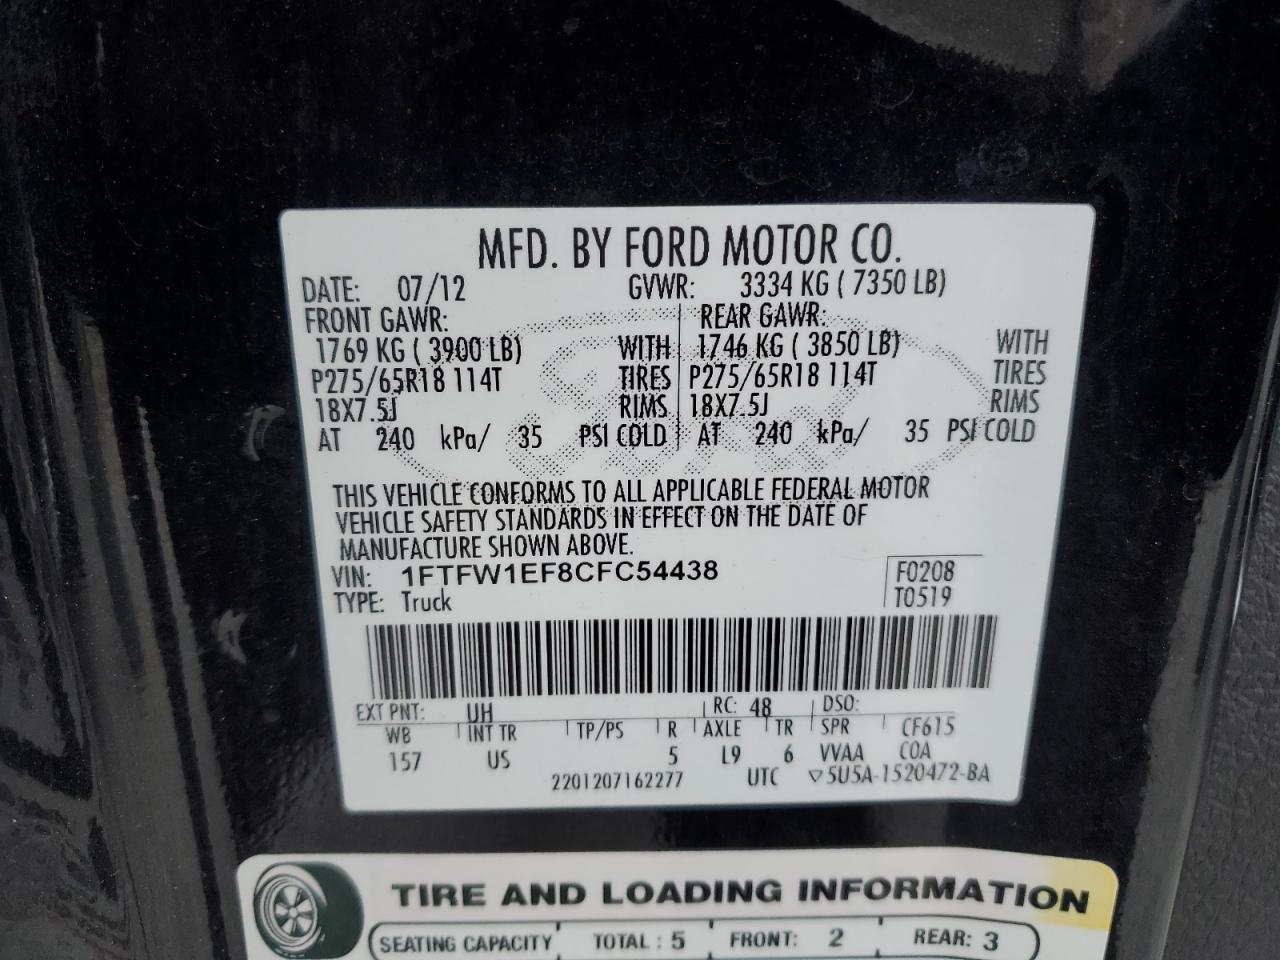 MFD. BY FORD MOTOR CO.
DATE: 07/12 GVWR: 3334 KG ( 7350 LB)
FRONT GAWR: REAR GAWR:
1769 KG ( 3900 LB) WITH 1746 KG ( 3850 LB) WITH
P275/65R18 114T TIRES P275/65R18 114T TIRES
18X7.5J RIMS 18X7.5J RIMS
AT 240 kPa/ 35 PSI COLD AT 240 kPa/ 35 PSI COLD
Ford
THIS VEHICLE CONFORMS TO ALL APPLICABLE FEDERAL MOTOR
VEHICLE SAFETY STANDARDS IN EFFECT ON THE DATE OF
MANUFACTURE SHOWN ABOVE.
VIN: 1FTFW1EF8CFC54438 F0208
TYPE: Truck T0519
EXT PNT: UH RC: 48 DSO:
WB INT TR TP/PS R AXLE TR SPR CF615
157 US 5 L9 6 VVAA COA
2201207162277 UTC ▽5U5A-1520472-BA
TIRE AND LOADING INFORMATION
SEATING CAPACITY TOTAL : 5 FRONT: 2 REAR: 3